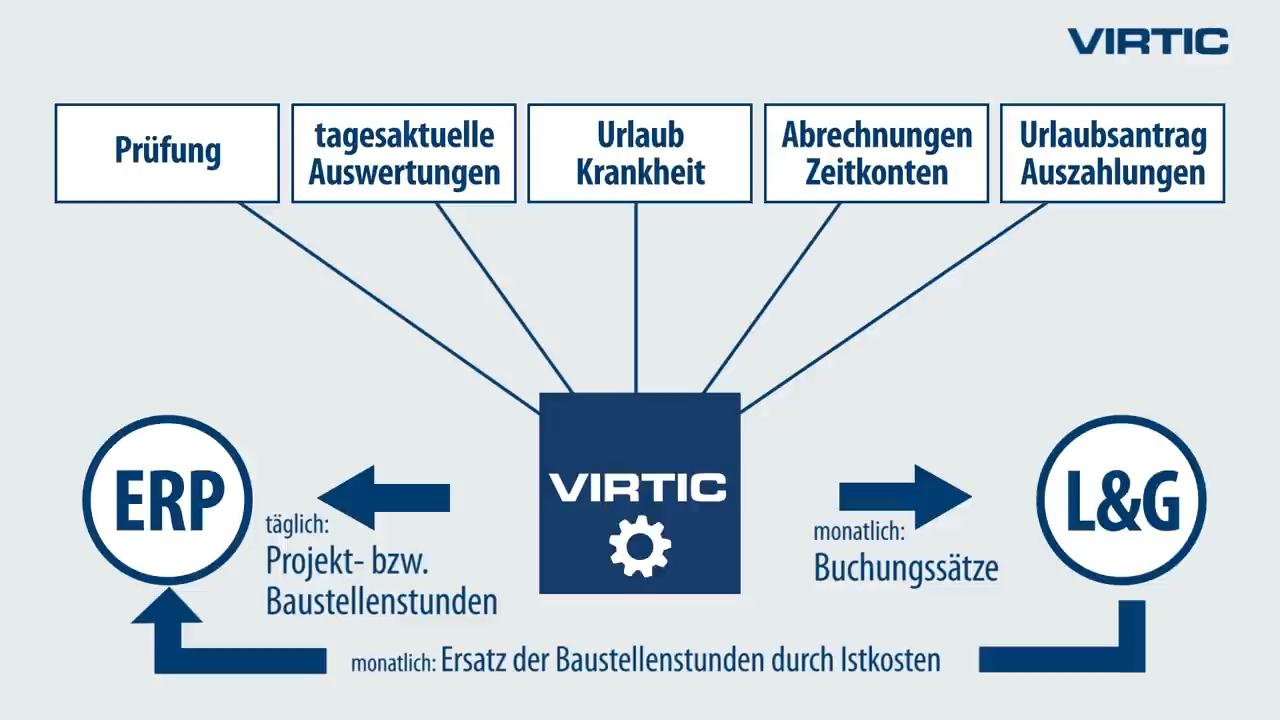 VIRTIC
Prüfung
tagesaktuelle
Auswertungen
Urlaub
Krankheit
Abrechnungen
Zeitkonten
Urlaubsantrag
Auszahlungen
ERP
täglich:
Projekt- bzw.
Baustellenstunden
VIRTIC
monatlich:
Buchungssätze
L&G
monatlich: Ersatz der Baustellenstunden durch Istkosten